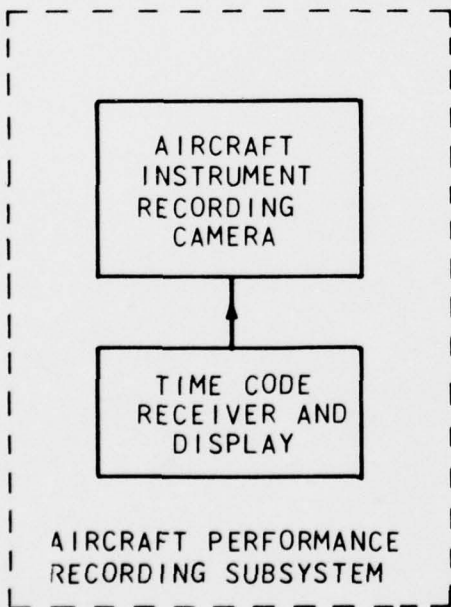 AIRCRAFT
INSTRUMENT
RECORDING
CAMERA
TIME CODE
RECEIVER AND
DISPLAY
AIRCRAFT PERFORMANCE
RECORDING SUBSYSTEM